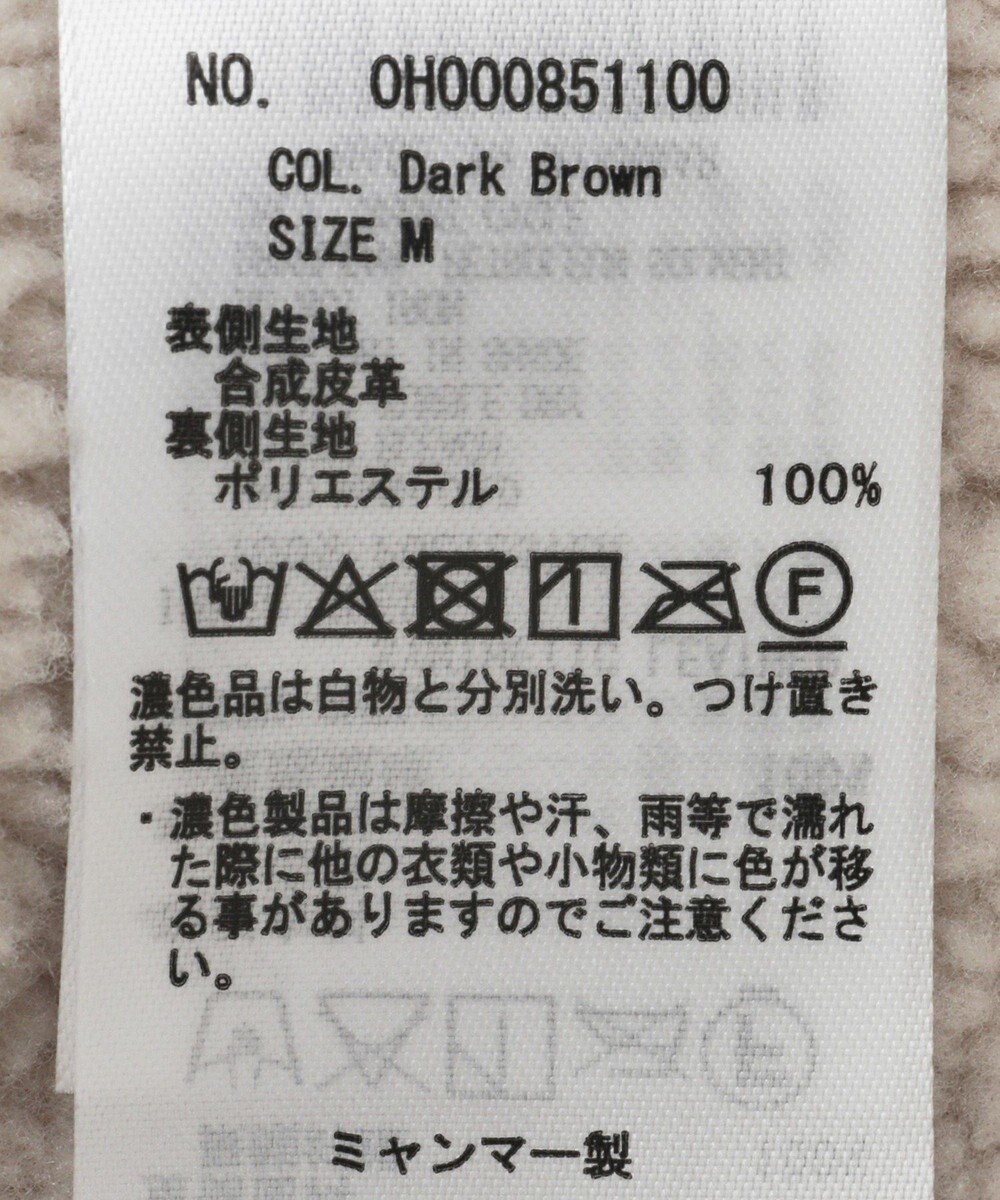 NO. 0H000851100
COL. Dark Brown
SIZE M
表側生地
合成皮革
裏側生地
ポリエステル 100%
F
濃色品は白物と分別洗い。つけ置き
禁止。
・濃色製品は摩擦や汗、雨等で濡れ
た際に他の衣類や小物類に色が移
る事がありますのでご注意くださ
い。
ミャンマー製